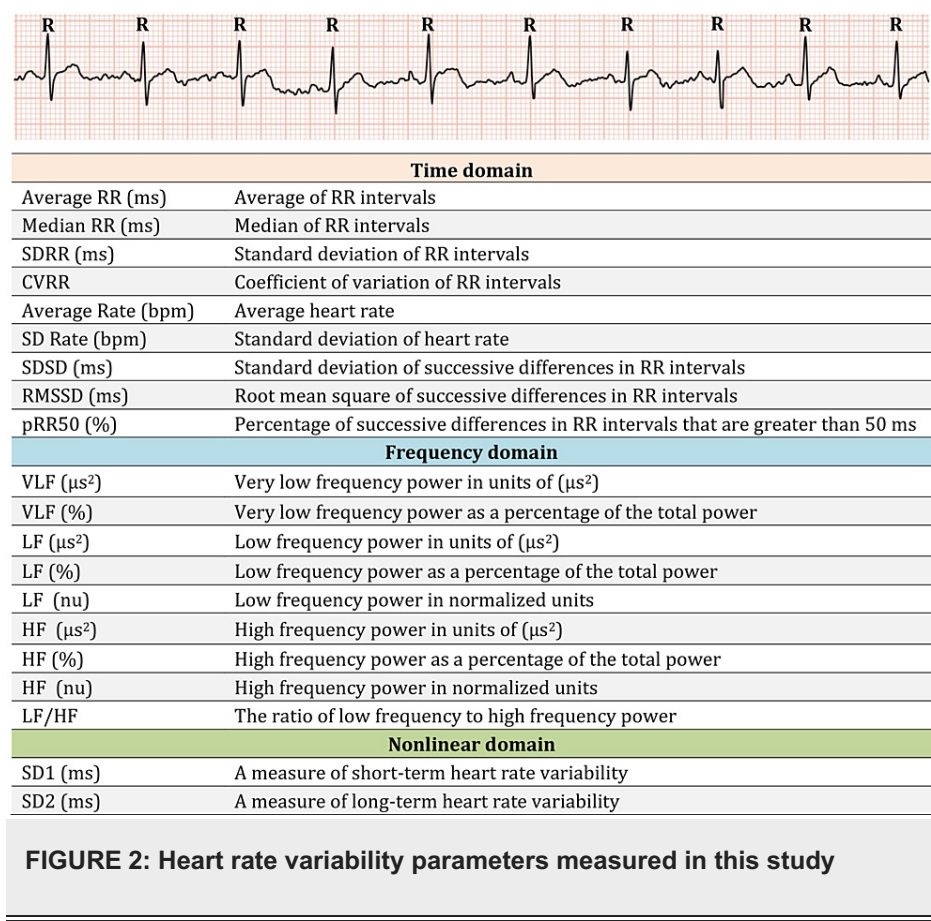 R R R R R R R R R R
Time domain
Average RR (ms) Average of RR intervals
Median RR (ms) Median of RR intervals
SDRR (ms) Standard deviation of RR intervals
CVRR Coefficient of variation of RR intervals
Average Rate (bpm) Average heart rate
SD Rate (bpm) Standard deviation of heart rate
SDSD (ms) Standard deviation of successive differences in RR intervals
RMSSD (ms) Root mean square of successive differences in RR intervals
pRR50 (%) Percentage of successive differences in RR intervals that are greater than 50 ms
Frequency domain
VLF (μs²) Very low frequency power in units of (μs²)
VLF (%) Very low frequency power as a percentage of the total power
LF (μs²) Low frequency power in units of (μs²)
LF (%) Low frequency power as a percentage of the total power
LF (nu) Low frequency power in normalized units
HF (μs²) High frequency power in units of (μs²)
HF (%) High frequency power as a percentage of the total power
HF (nu) High frequency power in normalized units
LF/HF The ratio of low frequency to high frequency power
Nonlinear domain
SD1 (ms) A measure of short-term heart rate variability
SD2 (ms) A measure of long-term heart rate variability
FIGURE 2: Heart rate variability parameters measured in this study